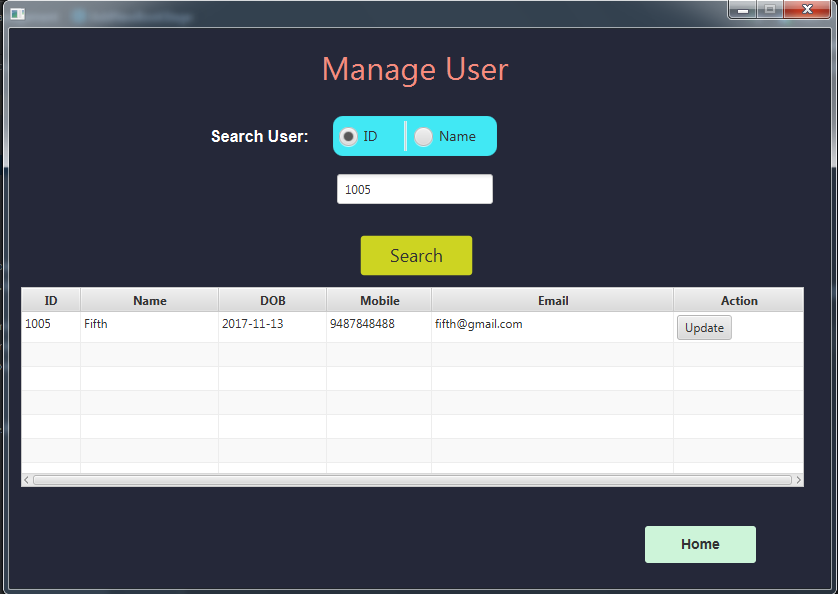 Manage User
Search User: ID Name
1005
Search
ID Name DOB Mobile Email Action
1005 Fifth 2017-11-13 9487848488 fifth@gmail.com Update
Home